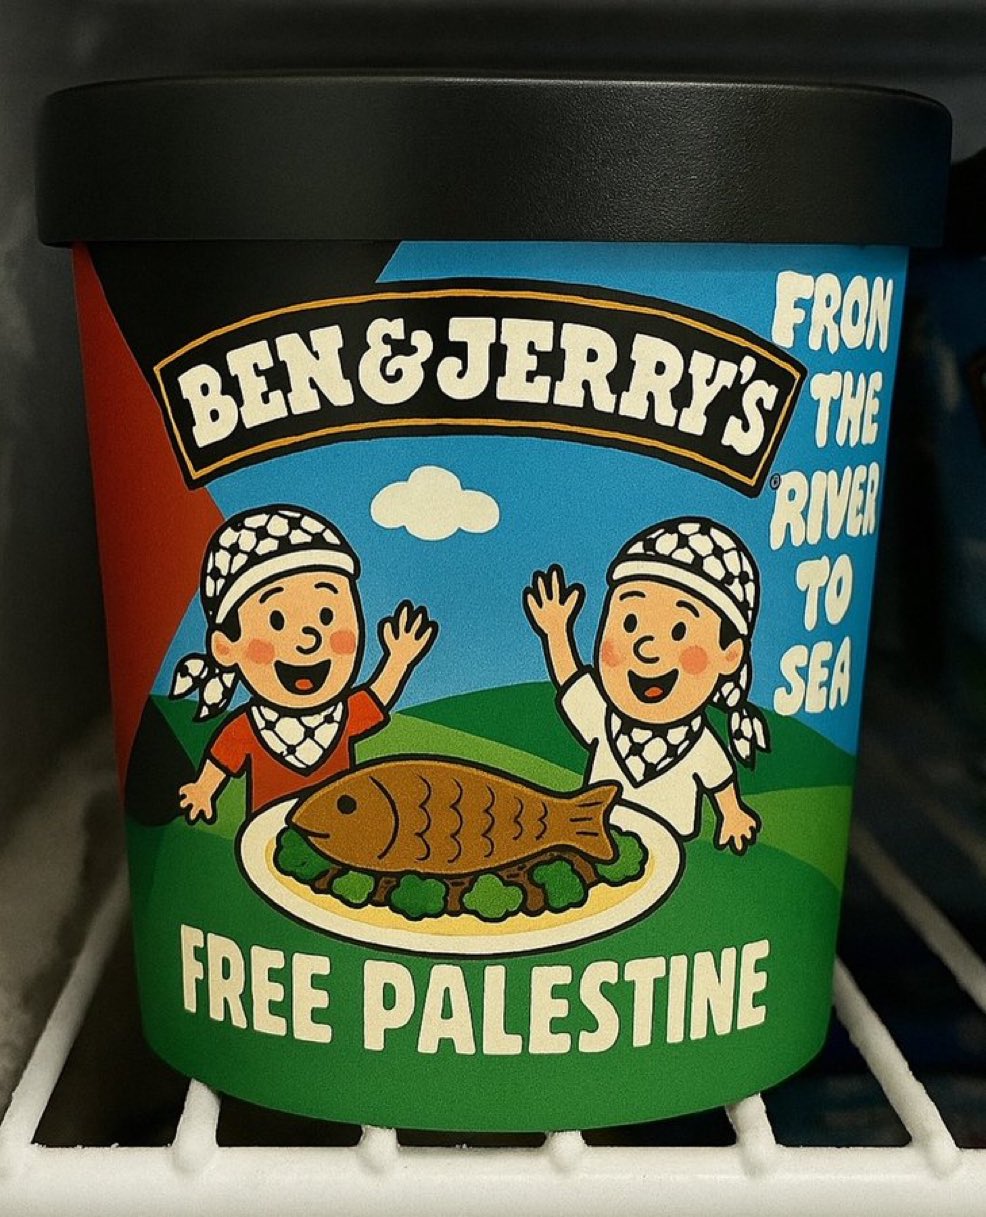 BEN & JERRY'S
FRON
THE
RIVER
TO
SEA
FREE PALESTINE